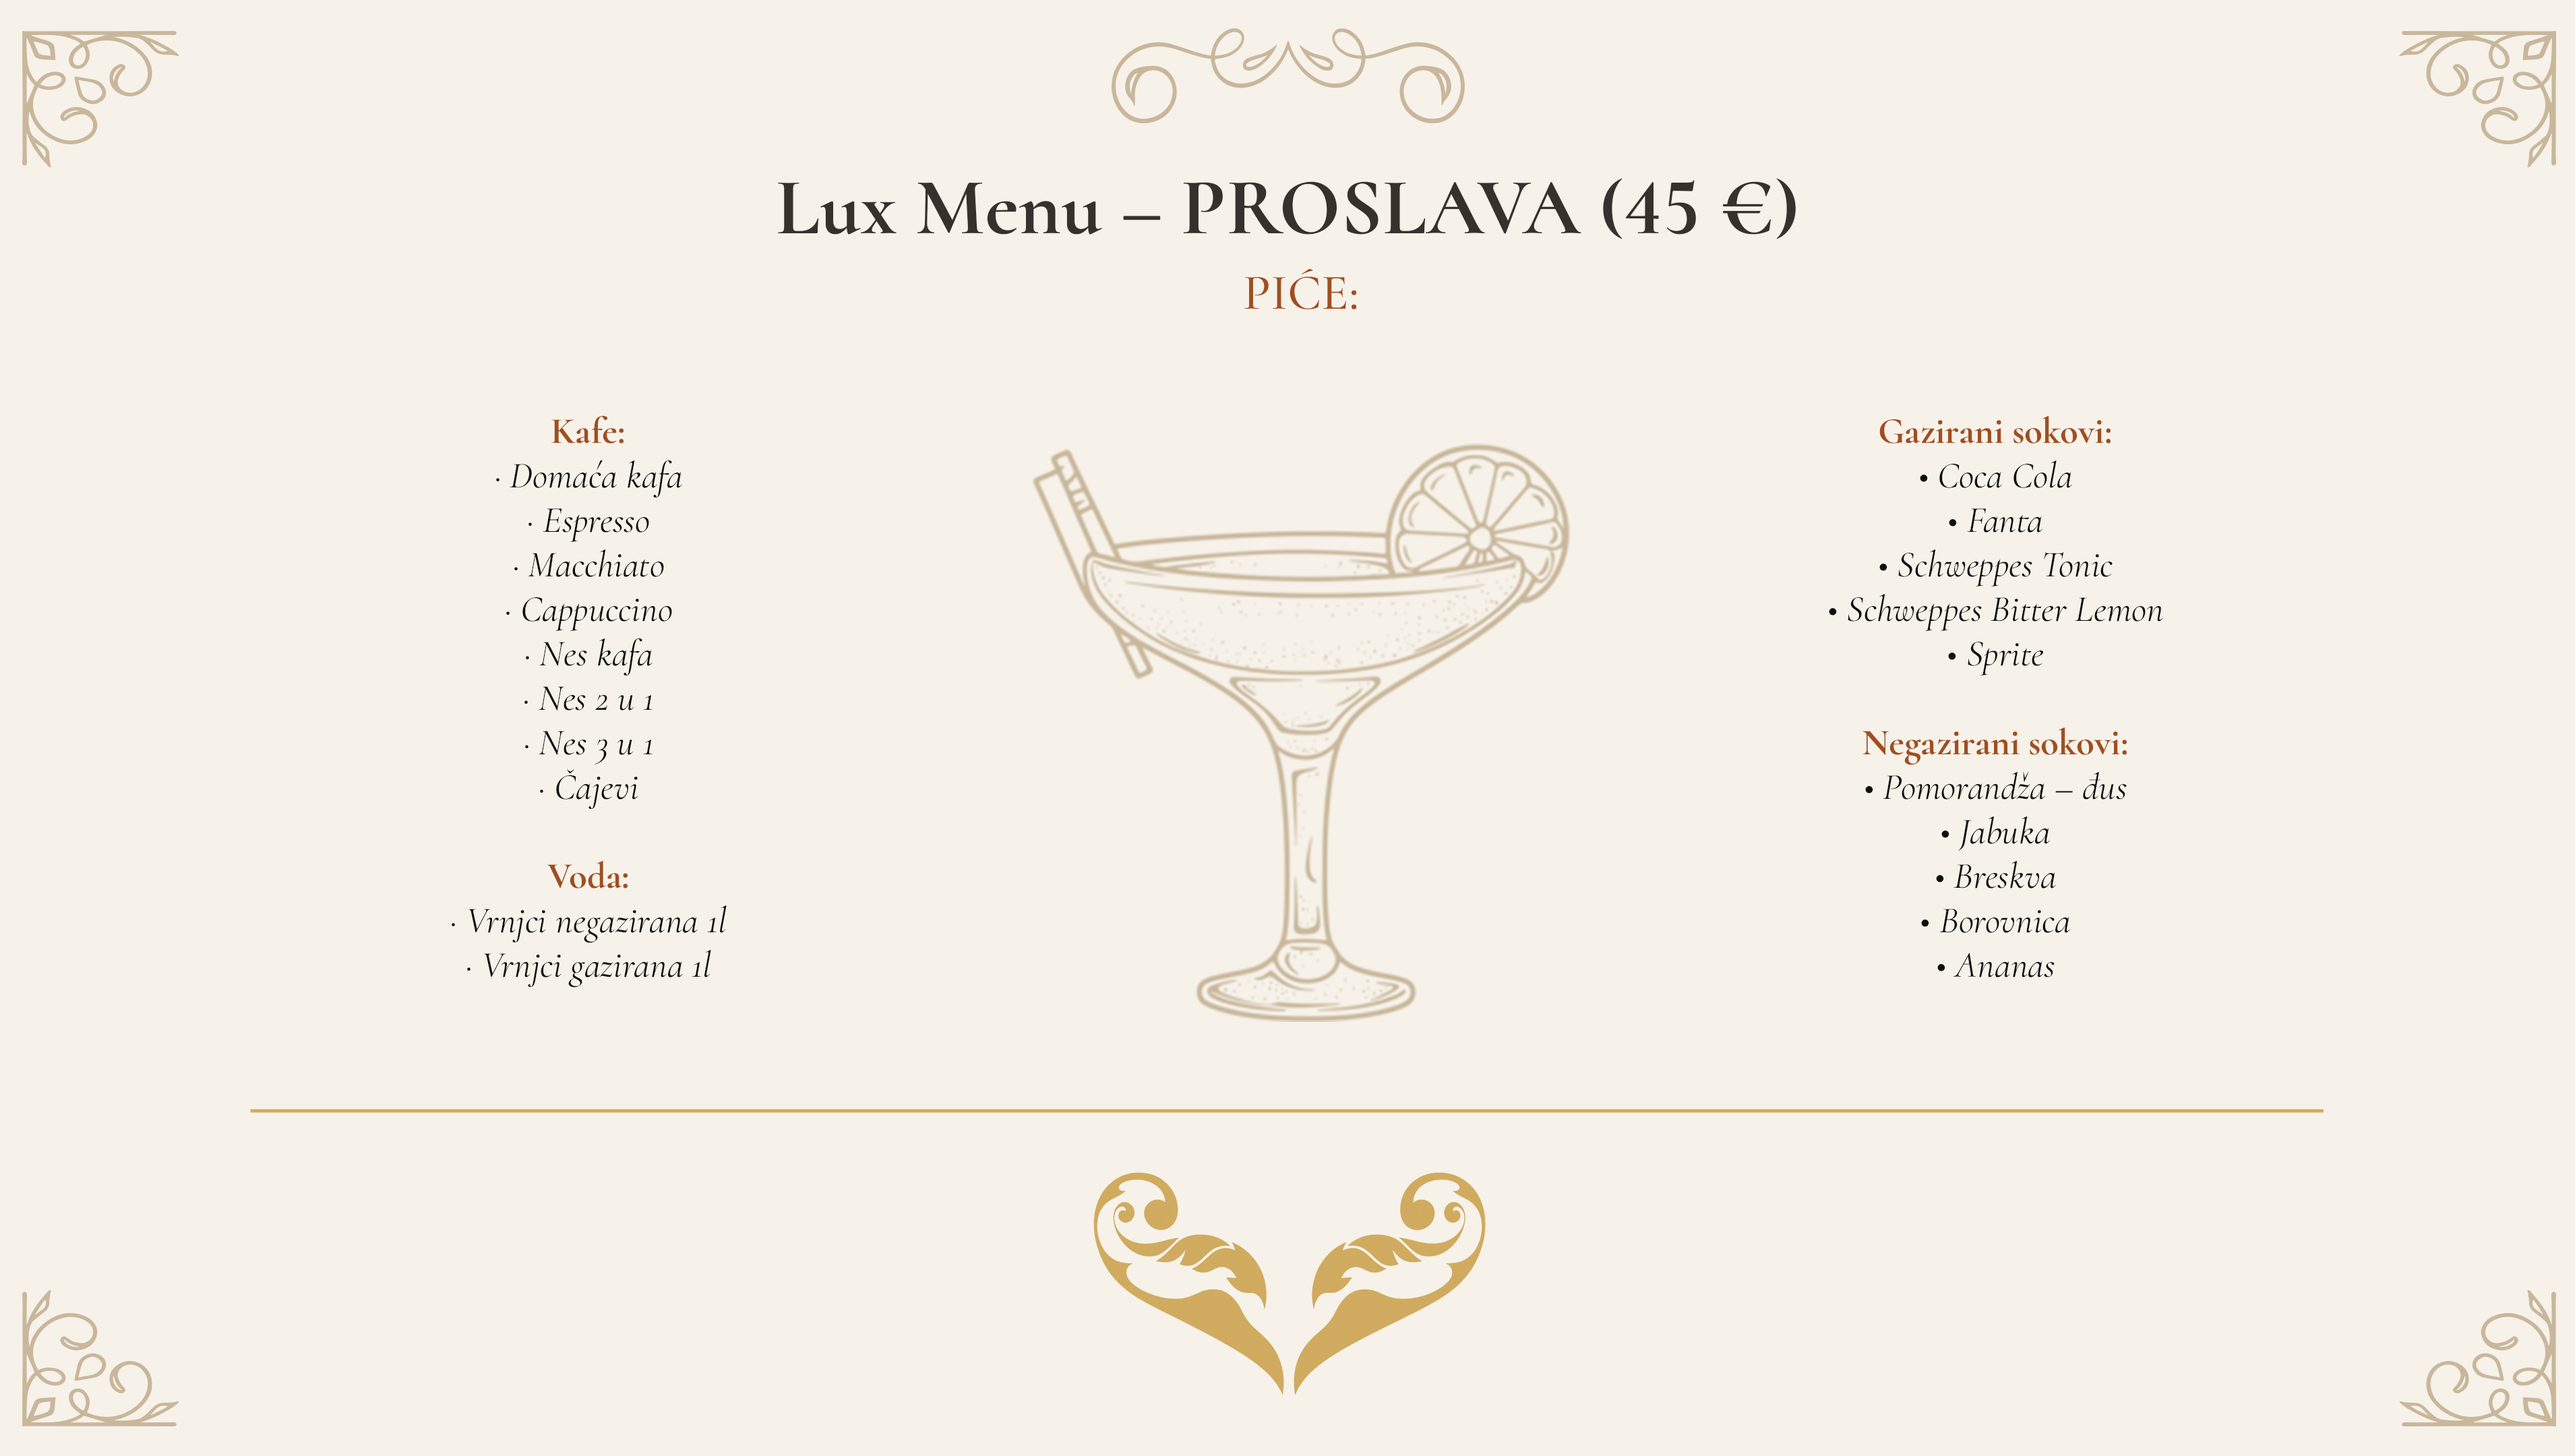 Lux Menu – PROSLAVA (45 €)
PIĆE:
Kafe:
· Domaća kafa
· Espresso
· Macchiato
· Cappuccino
· Nes kafa
· Nes 2 u 1
· Nes 3 u 1
· Čajevi
Voda:
· Vrnjci negazirana 1l
· Vrnjci gazirana 1l
Gazirani sokovi:
• Coca Cola
• Fanta
• Schweppes Tonic
• Schweppes Bitter Lemon
• Sprite
Negazirani sokovi:
• Pomorandža – đus
• Jabuka
• Breskva
• Borovnica
• Ananas